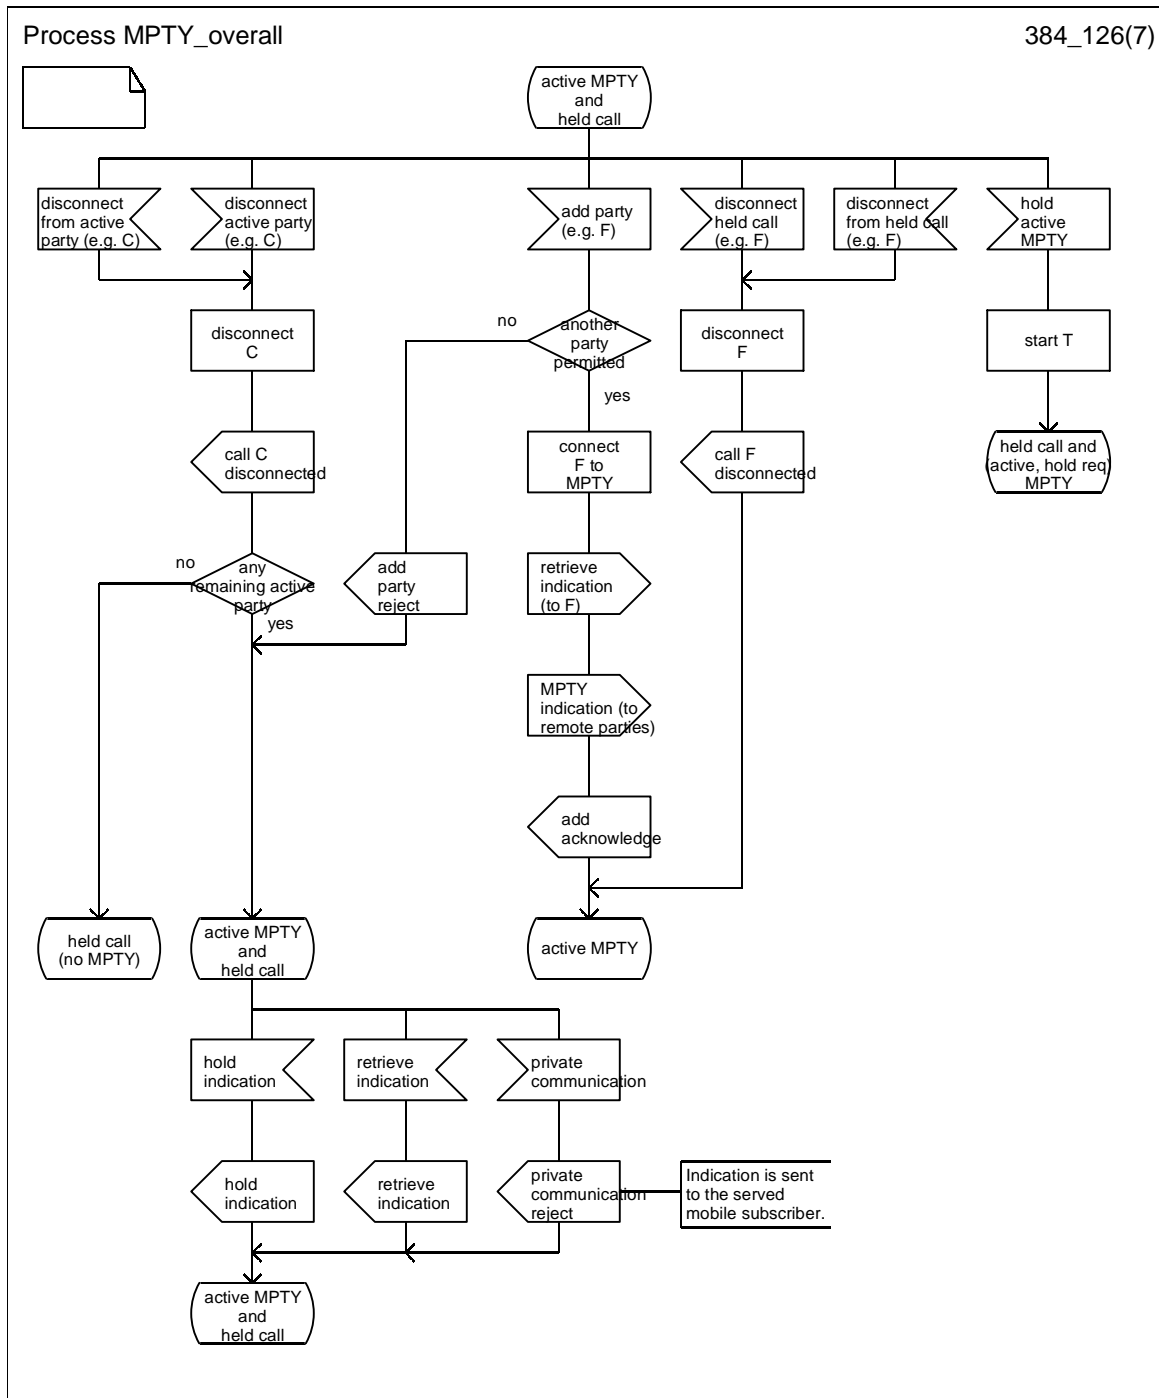 Process MPTY_overall
384_126(7)
active MPTY
and
held call
disconnect
from active
party (e.g. C)
disconnect
active party
(e.g. C)
add party
(e.g. F)
disconnect
held call
(e.g. F)
disconnect
from held call
(e.g. F)
hold
active
MPTY
disconnect
C
no
another
party
permitted
yes
disconnect
F
start T
call C
disconnected
connect
F to
MPTY
call F
disconnected
held call and
(active, hold req)
MPTY
no
any
remaining active
party
yes
add
party
reject
retrieve
indication
(to F)
MPTY
indication (to
remote parties)
add
acknowledge
held call
(no MPTY)
active MPTY
and
held call
active MPTY
hold
indication
retrieve
indication
private
communication
hold
indication
retrieve
indication
private
communication
reject
Indication is sent
to the served
mobile subscriber.
active MPTY
and
held call